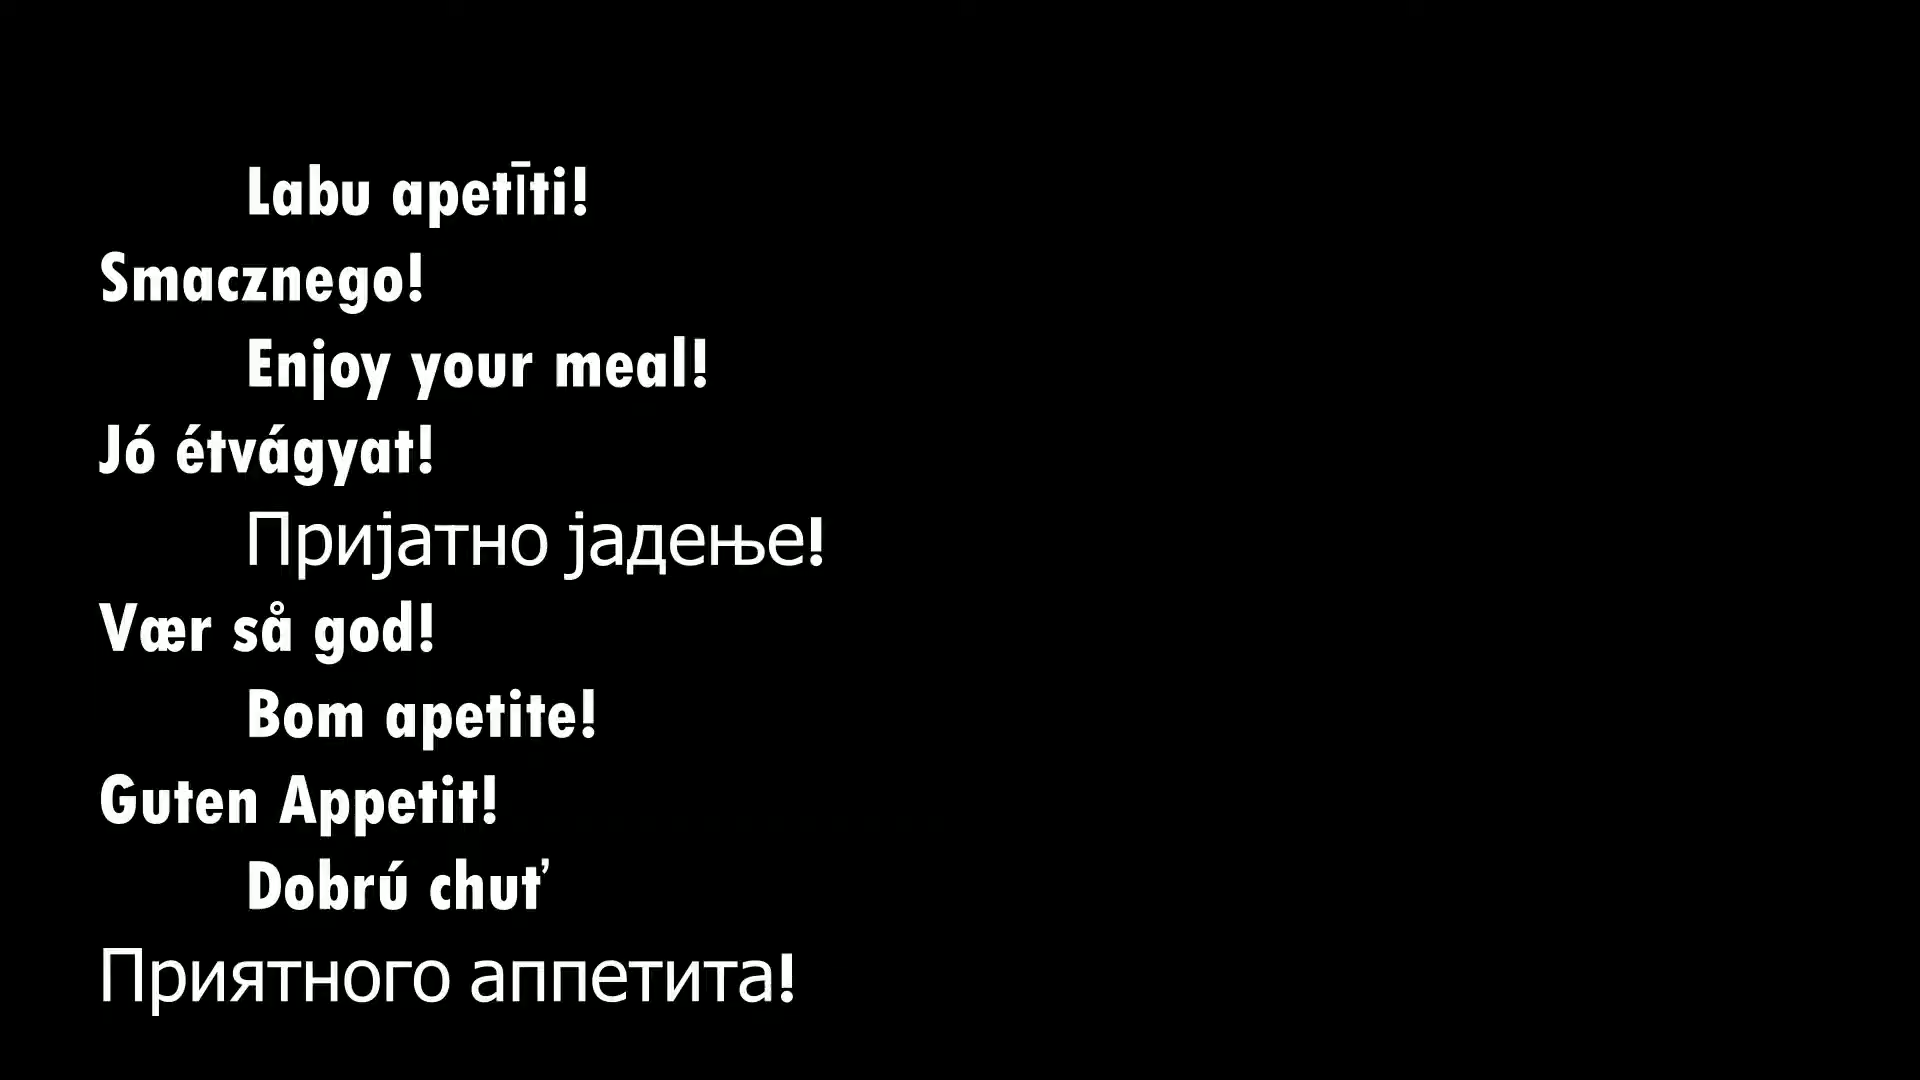 Labu apetīti!
Smacznego!
Enjoy your meal!
Jó étvágyat!
Пријатно јадење!
Vær så god!
Bom apetite!
Guten Appetit!
Dobrú chuť
Приятного аппетита!